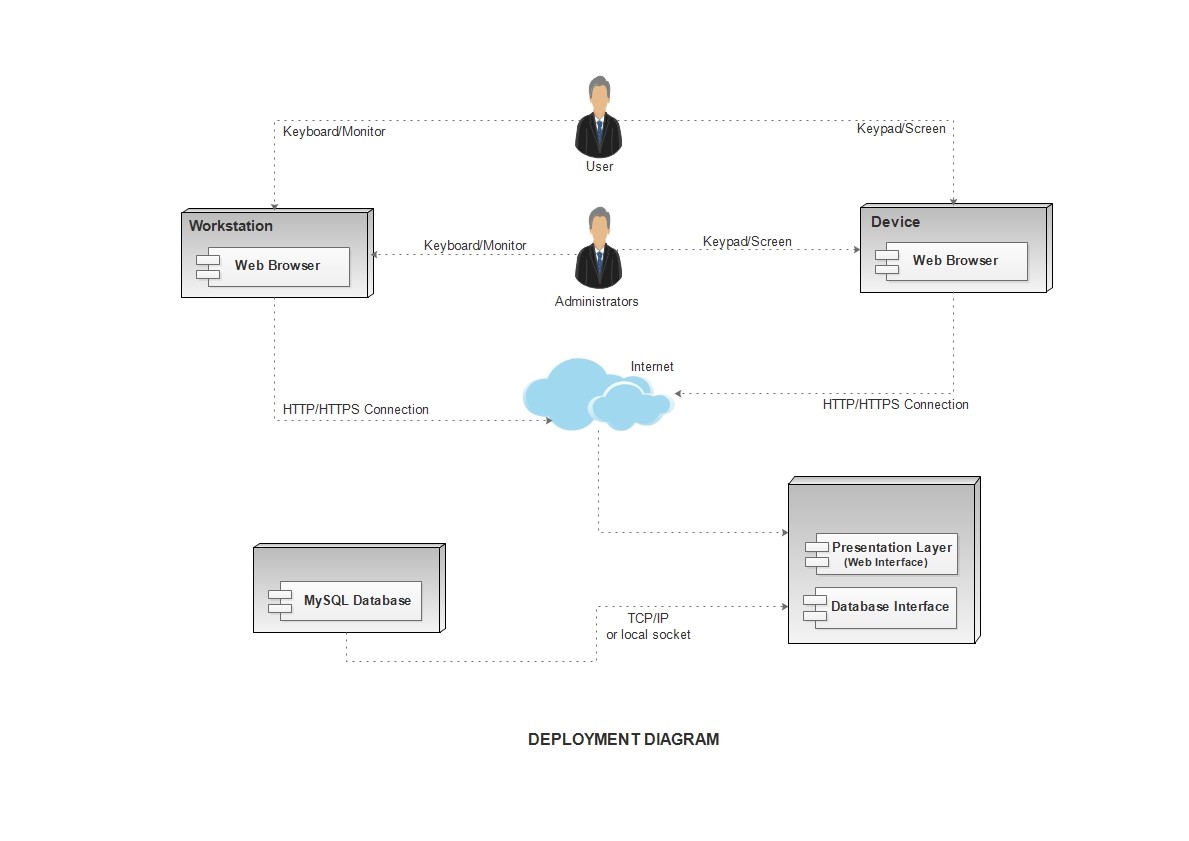 Keyboard/Monitor
Keypad/Screen
User
Workstation
Web Browser
Keyboard/Monitor
Keypad/Screen
Administrators
Device
Web Browser
Internet
HTTP/HTTPS Connection
HTTP/HTTPS Connection
Presentation Layer
(Web Interface)
Database Interface
MySQL Database
TCP/IP
or local socket
DEPLOYMENT DIAGRAM